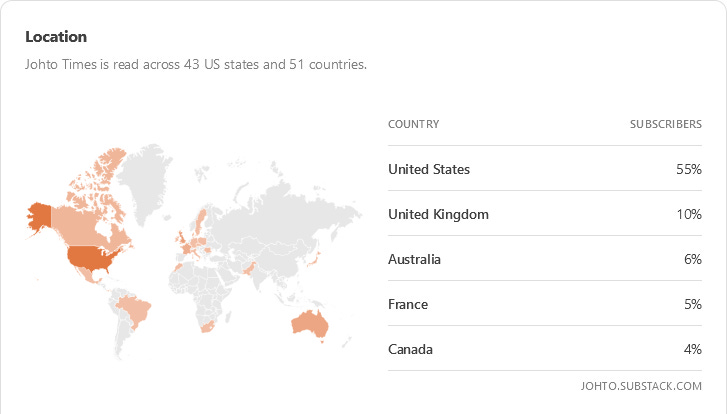 Location
Johto Times is read across 43 US states and 51 countries.
COUNTRY SUBSCRIBERS
United States 55%
United Kingdom 10%
Australia 6%
France 5%
Canada 4%
JOHTO.SUBSTACK.COM